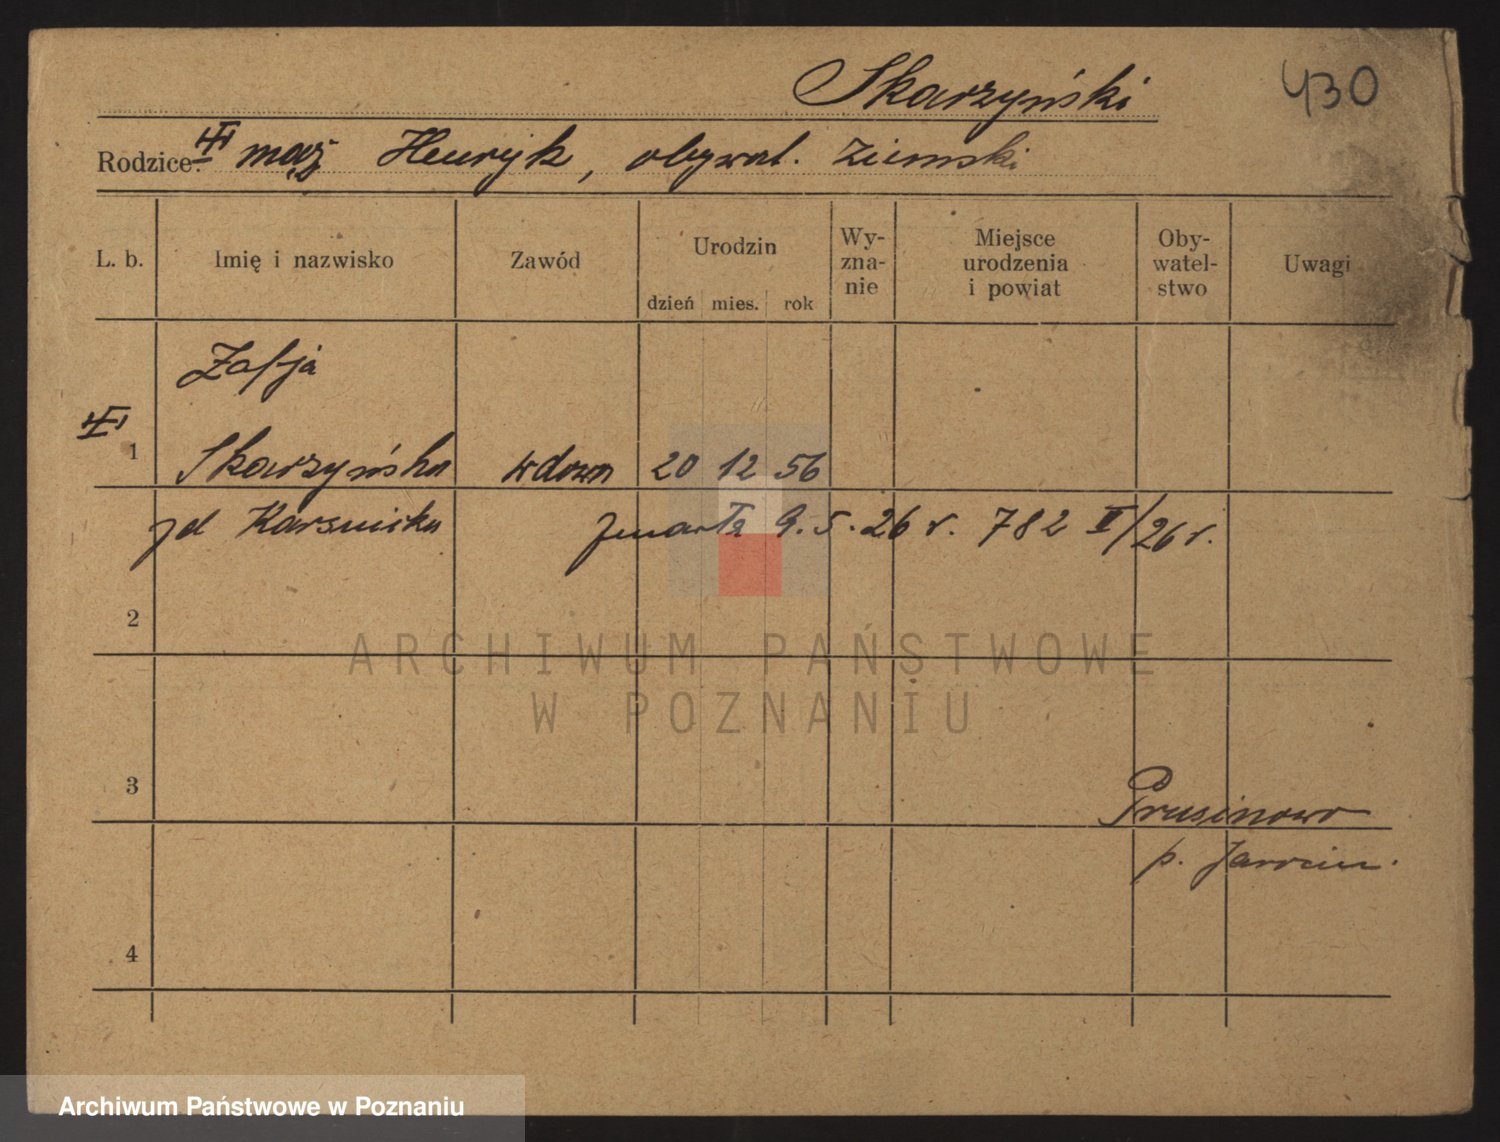 Skarzyński
430
Rodzice: mąż Henryk, obywat. ziemski
L. b. Imię i nazwisko Zawód Urodzin dzień mies. rok Wy-zna-nie Miejsce urodzenia i powiat Oby-watel-stwo Uwagi
Zofja
1 Skarzyńska wdowa 20 12 56
zd Karsnicka zmarła 9.5.26 r. 782 II/26 r.
2
ARCHIWUM PAŃSTWOWE
W POZNANIU
3 Prusinowo
p. Jarocin.
4
Archiwum Państwowe w Poznaniu